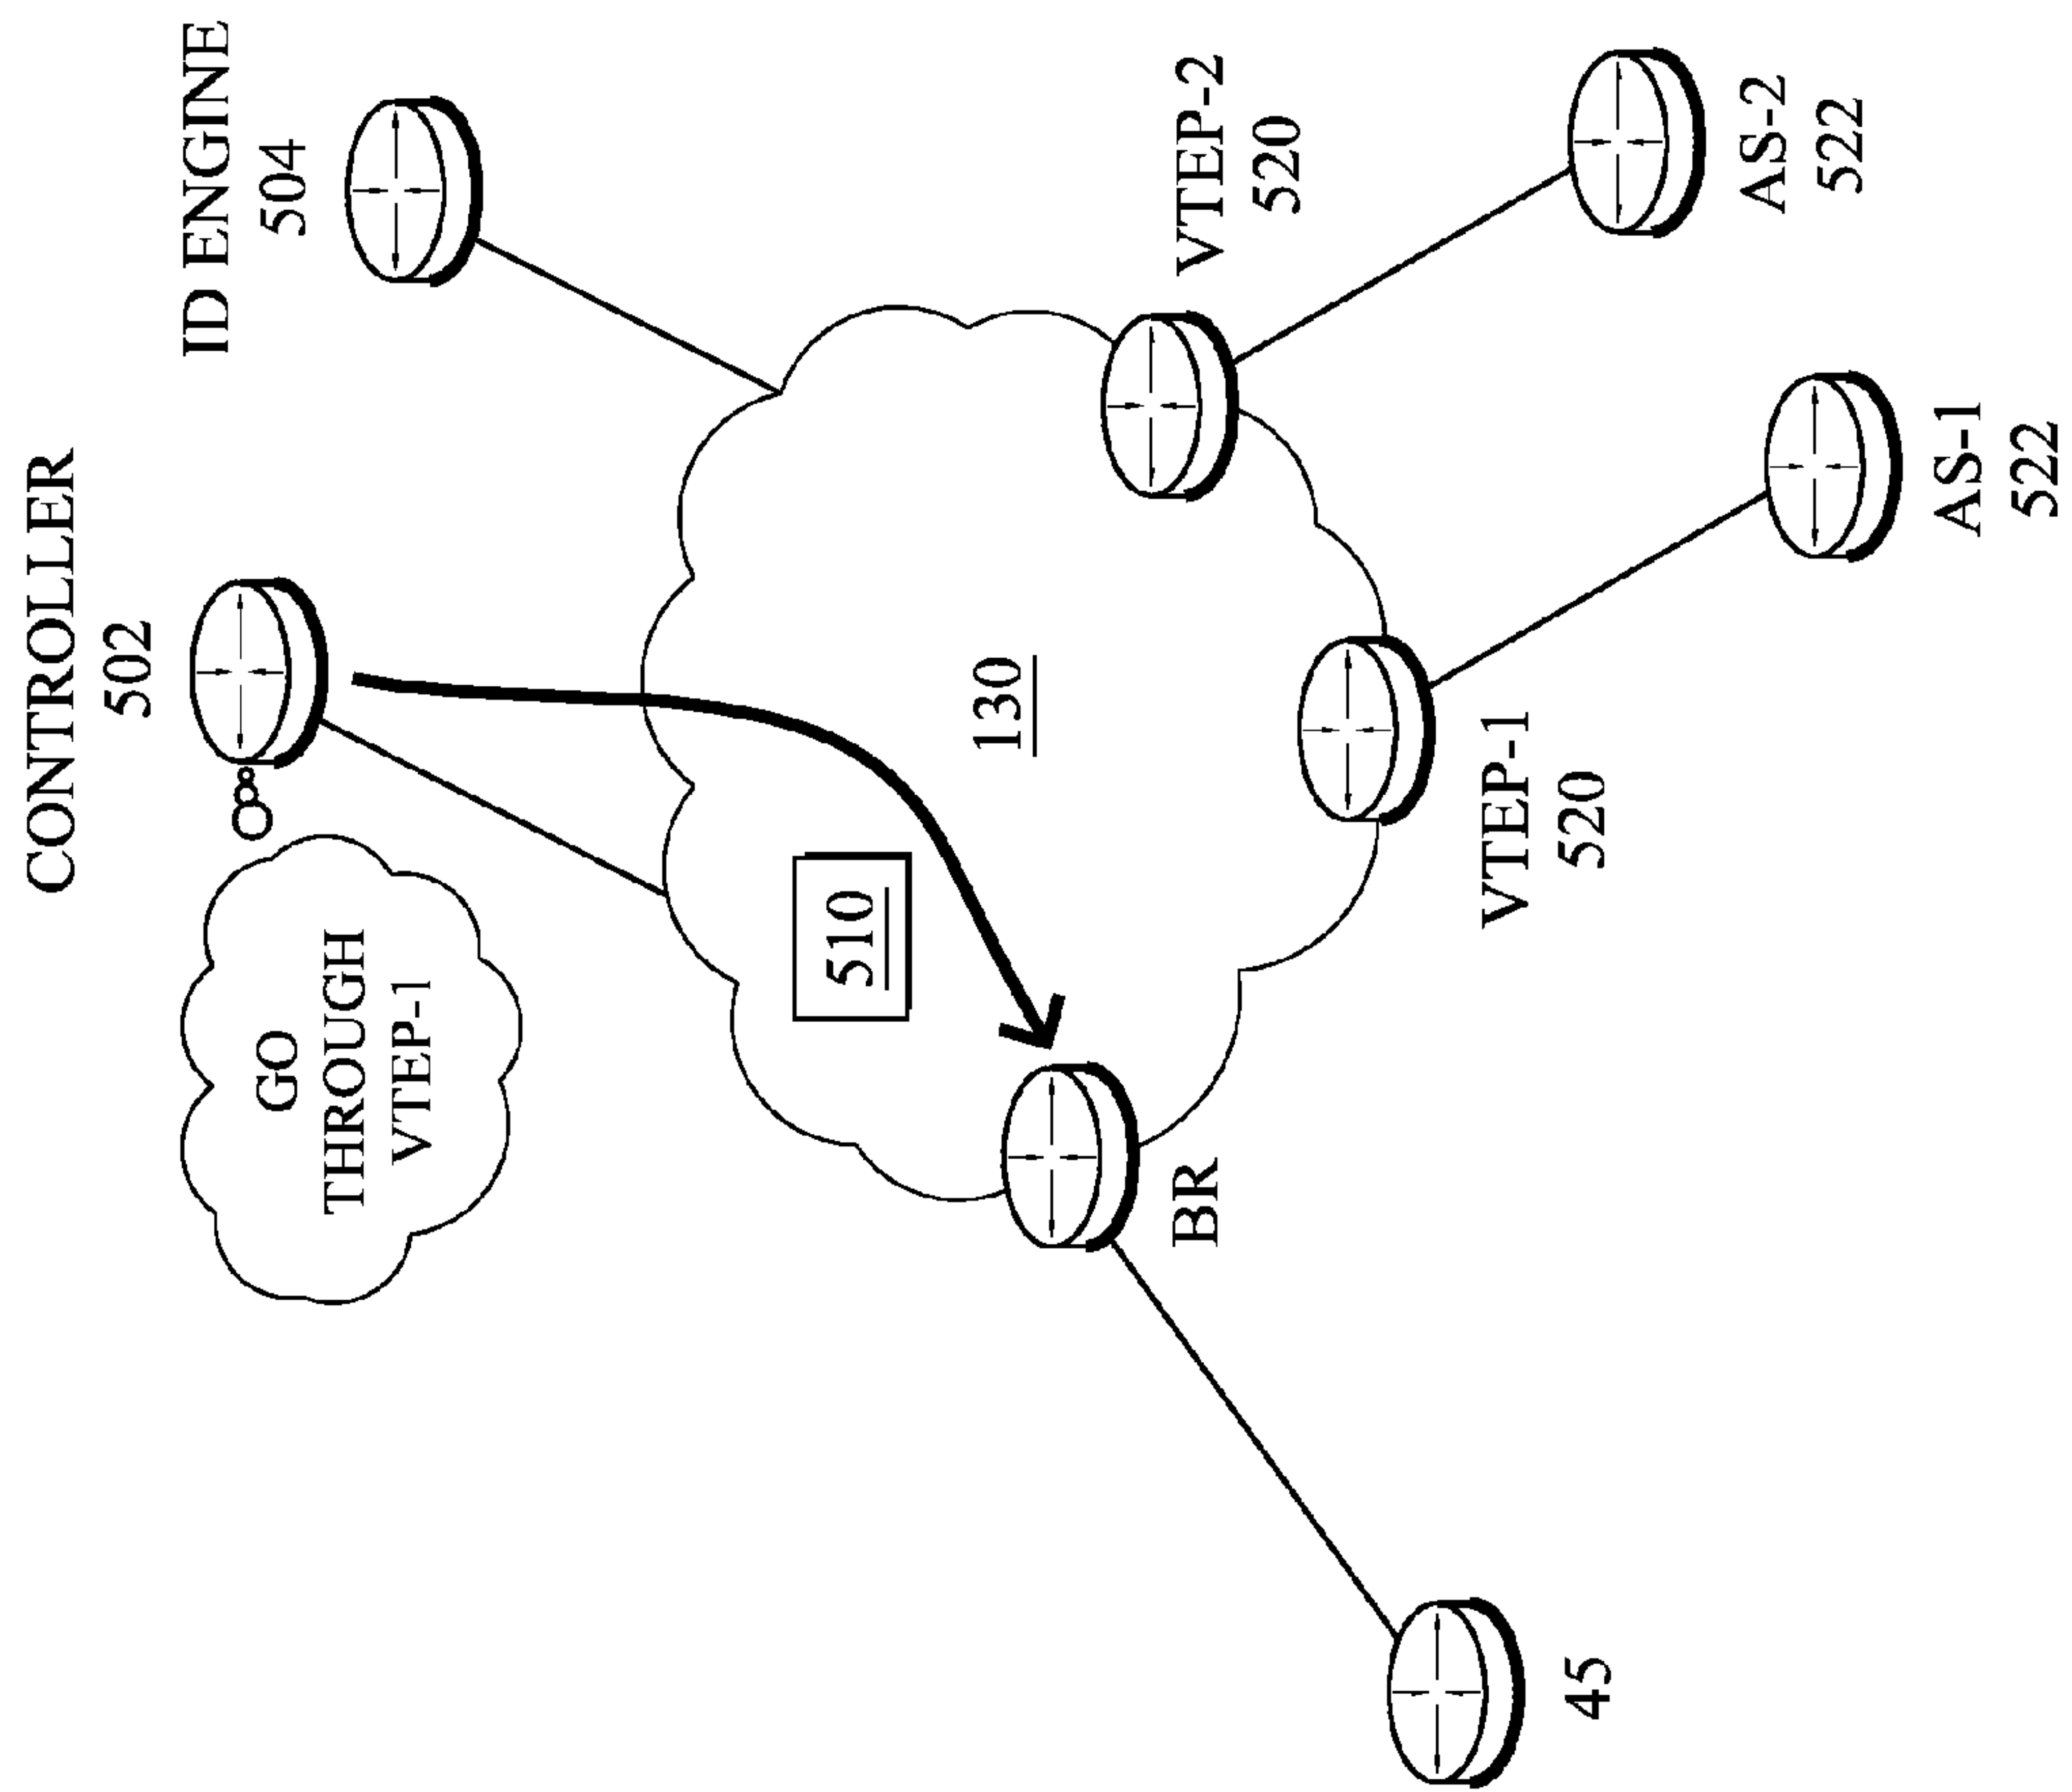 CONTROLLER
502
ID ENGINE
504
GO
THROUGH
VTEP-1
510
130
VTEP-2
520
BR
VTEP-1
520
AS-2
522
45
AS-1
522